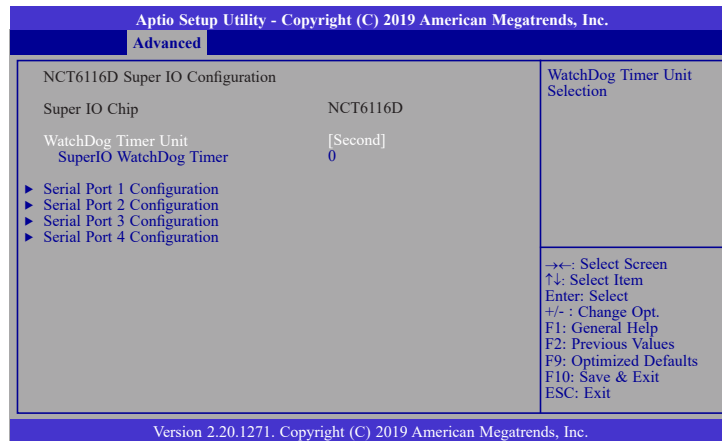 Aptio Setup Utility - Copyright (C) 2019 American Megatrends, Inc.
Advanced
NCT6116D Super IO Configuration
Super IO Chip NCT6116D
WatchDog Timer Unit [Second]
SuperIO WatchDog Timer 0
▶ Serial Port 1 Configuration
▶ Serial Port 2 Configuration
▶ Serial Port 3 Configuration
▶ Serial Port 4 Configuration
WatchDog Timer Unit
Selection
→←: Select Screen
↑↓: Select Item
Enter: Select
+/- : Change Opt.
F1: General Help
F2: Previous Values
F9: Optimized Defaults
F10: Save & Exit
ESC: Exit
Version 2.20.1271. Copyright (C) 2019 American Megatrends, Inc.